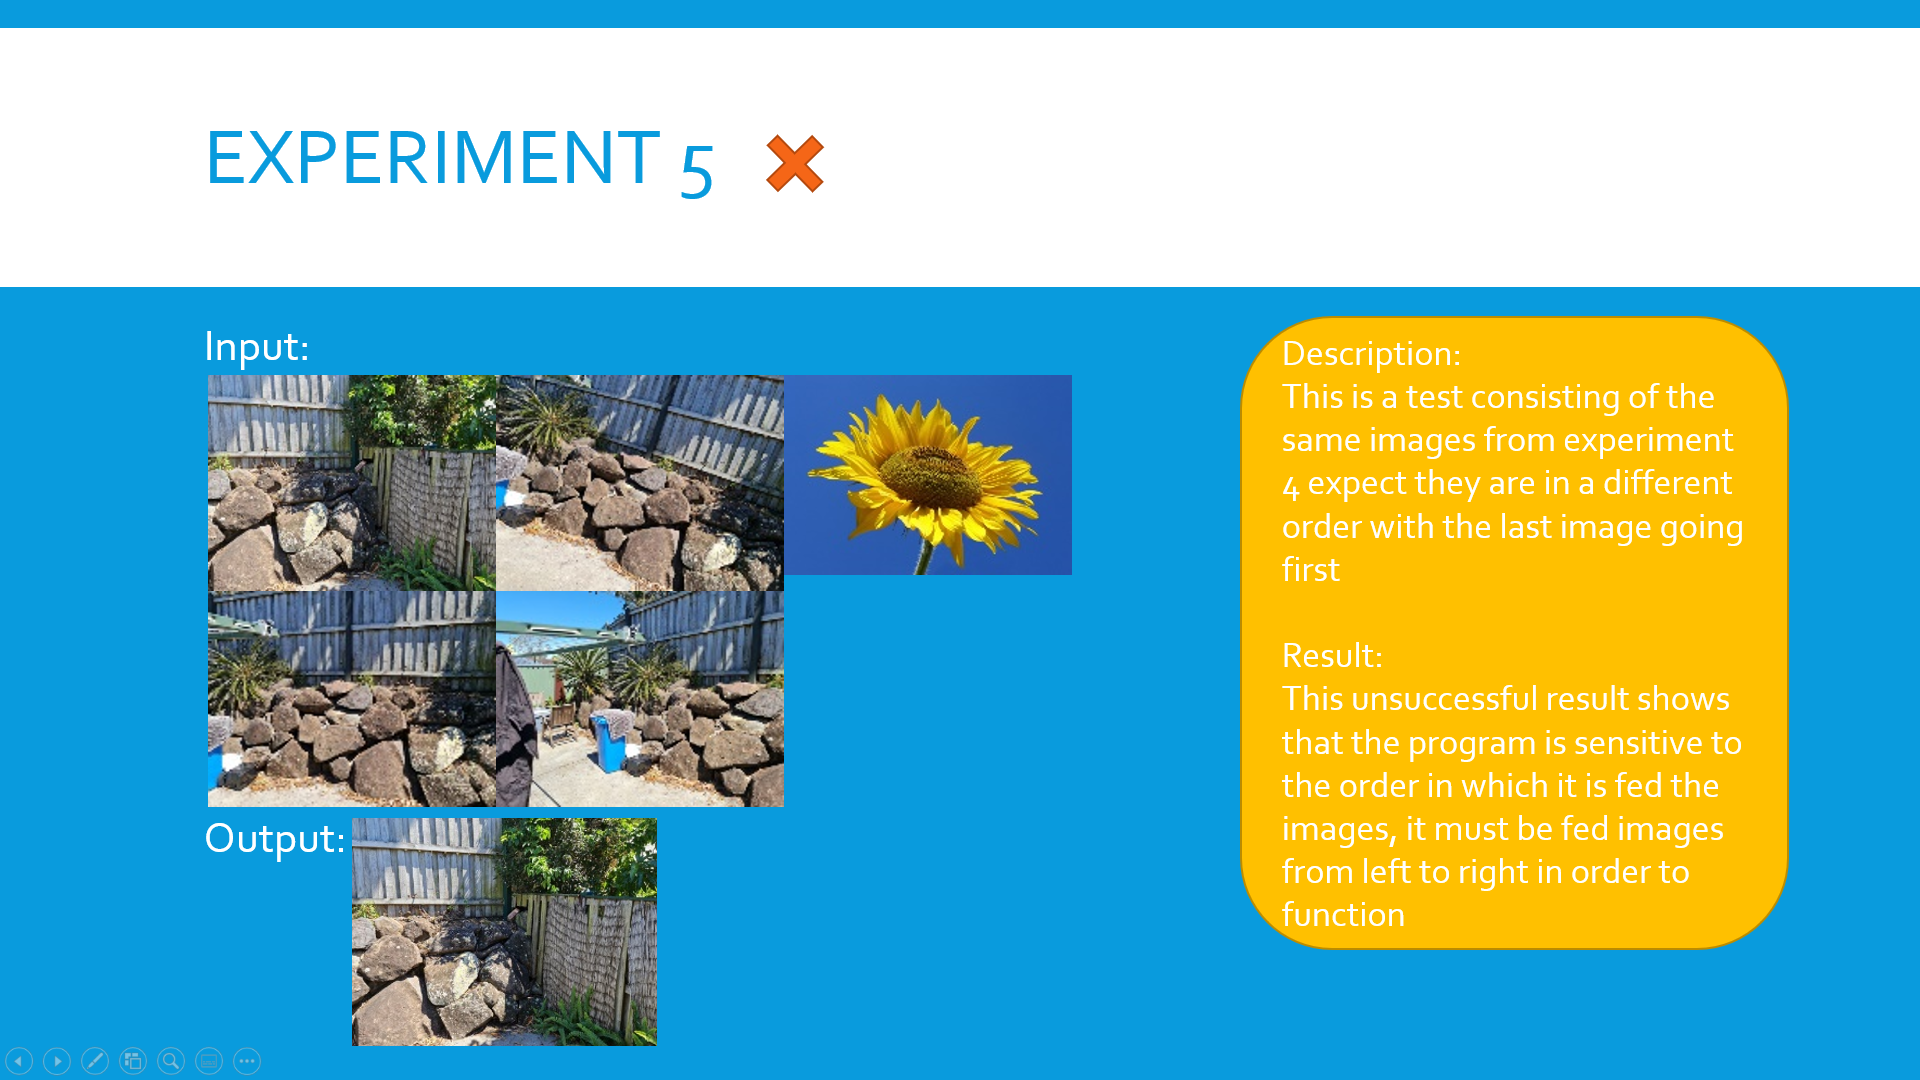 EXPERIMENT 5
Input:
Output:
Description:
This is a test consisting of the
same images from experiment
4 expect they are in a different
order with the last image going
first
Result:
This unsuccessful result shows
that the program is sensitive to
the order in which it is fed the
images, it must be fed images
from left to right in order to
function